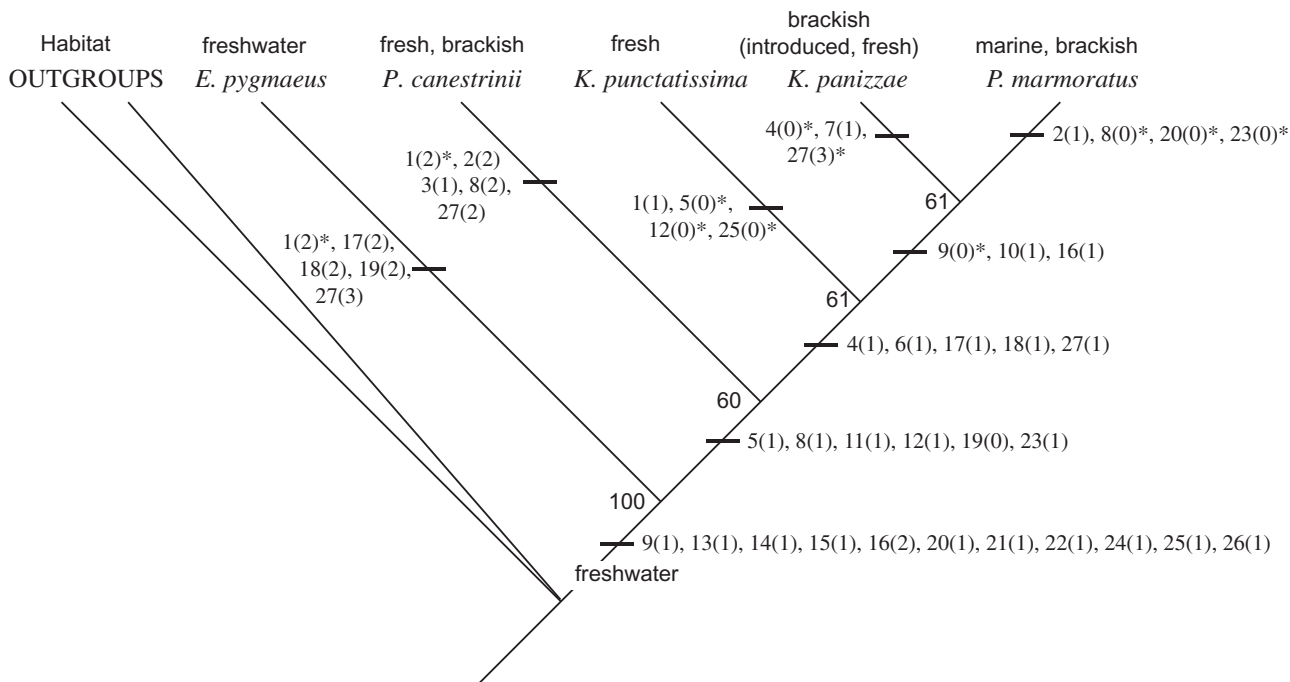 Habitat
OUTGROUPS
freshwater
E. pygmaeus
fresh, brackish
P. canestrinii
fresh
K. punctatissima
brackish
(introduced, fresh)
K. panizzae
marine, brackish
P. marmoratus
4(0)*, 7(1),
27(3)*
2(1), 8(0)*, 20(0)*, 23(0)*
1(2)*, 2(2)
3(1), 8(2),
27(2)
1(1), 5(0)*,
12(0)*, 25(0)*
61
9(0)*, 10(1), 16(1)
1(2)*, 17(2),
18(2), 19(2),
27(3)
61
4(1), 6(1), 17(1), 18(1), 27(1)
60
5(1), 8(1), 11(1), 12(1), 19(0), 23(1)
100
9(1), 13(1), 14(1), 15(1), 16(2), 20(1), 21(1), 22(1), 24(1), 25(1), 26(1)
freshwater